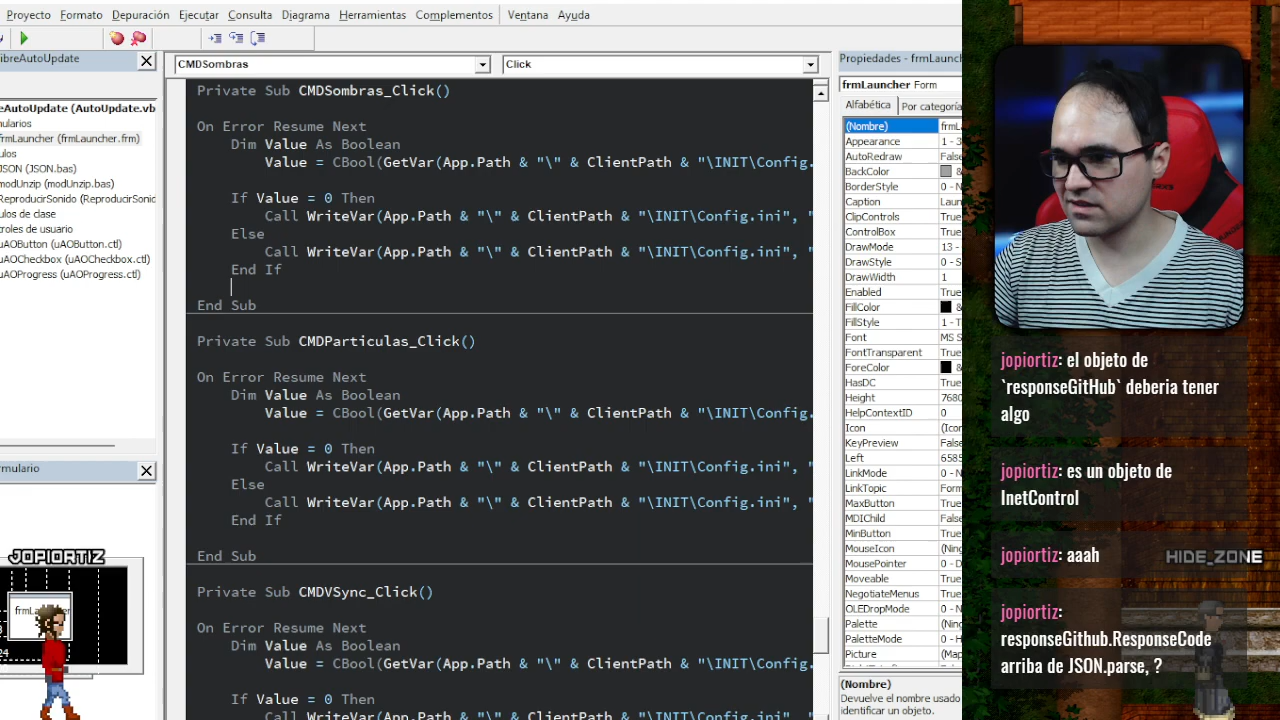 Proyecto Formato Depuración Ejecutar Consulta Diagrama Herramientas Complementos Ventana Ayuda
ibreAutoUpdate
CMDSombras
Click
Propiedades - frmLaunch
frmLauncher Form
Alfabética Por categoría
AutoUpdate (AutoUpdate.vb
mularios
frmLauncher (frmLauncher.frm)
ulos
JSON (JSON.bas)
modUnzip (modUnzip.bas)
ReproducirSonido (ReproducirSonid
ulos de clase
troles de usuario
uAOButton (uAOButton.ctl)
uAOCheckbox (uAOCheckbox.ctl)
uAOProgress (uAOProgress.ctl)
rmulario
JOPIORTIZ
frmLau
24
Private Sub CMDSombras_Click()
On Error Resume Next
Dim Value As Boolean
Value = CBool(GetVar(App.Path & "\" & ClientPath & "\INIT\Config.
If Value = 0 Then
Call WriteVar(App.Path & "\" & ClientPath & "\INIT\Config.ini", "
Else
Call WriteVar(App.Path & "\" & ClientPath & "\INIT\Config.ini", "
End If
End Sub
Private Sub CMDParticulas_Click()
On Error Resume Next
Dim Value As Boolean
Value = CBool(GetVar(App.Path & "\" & ClientPath & "\INIT\Config.
If Value = 0 Then
Call WriteVar(App.Path & "\" & ClientPath & "\INIT\Config.ini", "
Else
Call WriteVar(App.Path & "\" & ClientPath & "\INIT\Config.ini", "
End If
End Sub
Private Sub CMDVSync_Click()
On Error Resume Next
Dim Value As Boolean
Value = CBool(GetVar(App.Path & "\" & ClientPath & "\INIT\Config.
If Value = 0 Then
Call WriteVar(App.Path & "\" & ClientPath & "\INIT\Config.ini", "
(Nombre) frmLa
Appearance 1 - 3
AutoRedraw False
BackColor &
BorderStyle 0 - N
Caption Laun
ClipControls True
ControlBox True
DrawMode 13 -
DrawStyle 0 - S
DrawWidth 1
Enabled True
FillColor &
FillStyle 1 - T
Font MS S
FontTransparent True
ForeColor &
HasDC True
Height 7680
HelpContextID 0
Icon (Icon
KeyPreview False
Left 6585
LinkMode 0 - N
LinkTopic Form
MaxButton True
MDIChild False
MinButton True
MouseIcon (Ning
MousePointer 0 - D
Moveable True
NegotiateMenus True
OLEDropMode 0 - N
Palette (Ning
PaletteMode 0 - H
Picture (Map
(Nombre)
Devuelve el nombre usado
identificar un objeto.
jopiortiz: el objeto de
`responseGitHub` deberia tener
algo
jopiortiz: es un objeto de
InetControl
jopiortiz: aaah
HIDE_ZONE
jopiortiz:
responseGithub.ResponseCode
arriba de JSON.parse, ?